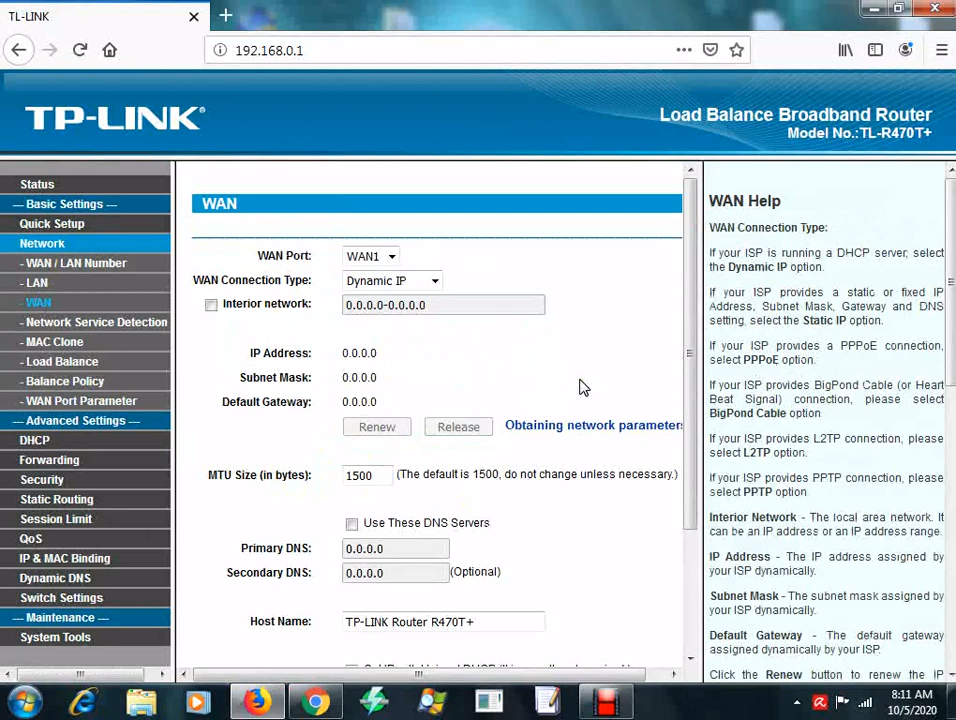 TL-LINK
192.168.0.1
TP-LINK®
Load Balance Broadband Router
Model No.:TL-R470T+
Status
--- Basic Settings ---
Quick Setup
Network
- WAN / LAN Number
- LAN
- WAN
- Network Service Detection
- MAC Clone
- Load Balance
- Balance Policy
- WAN Port Parameter
--- Advanced Settings ---
DHCP
Forwarding
Security
Static Routing
Session Limit
QoS
IP & MAC Binding
Dynamic DNS
Switch Settings
--- Maintenance ---
System Tools
WAN
WAN Port: WAN1
WAN Connection Type: Dynamic IP
Interior network: 0.0.0.0-0.0.0.0
IP Address: 0.0.0.0
Subnet Mask: 0.0.0.0
Default Gateway: 0.0.0.0
Renew Release Obtaining network parameters
MTU Size (in bytes): 1500 (The default is 1500, do not change unless necessary.)
Use These DNS Servers
Primary DNS: 0.0.0.0
Secondary DNS: 0.0.0.0 (Optional)
Host Name: TP-LINK Router R470T+
WAN Help
WAN Connection Type:
If your ISP is running a DHCP server, select
the Dynamic IP option.
If your ISP provides a static or fixed IP
Address, Subnet Mask, Gateway and DNS
setting, select the Static IP option.
If your ISP provides a PPPoE connection,
select PPPoE option.
If your ISP provides BigPond Cable (or Heart
Beat Signal) connection, please select
BigPond Cable option
If your ISP provides L2TP connection, please
select L2TP option.
If your ISP provides PPTP connection, please
select PPTP option.
Interior Network - The local area network. It
can be an IP address or an IP address range.
IP Address - The IP address assigned by
your ISP dynamically.
Subnet Mask - The subnet mask assigned by
your ISP dynamically.
Default Gateway - The default gateway
assigned dynamically by your ISP.
Click the Renew button to renew the IP
8:11 AM
10/5/2020